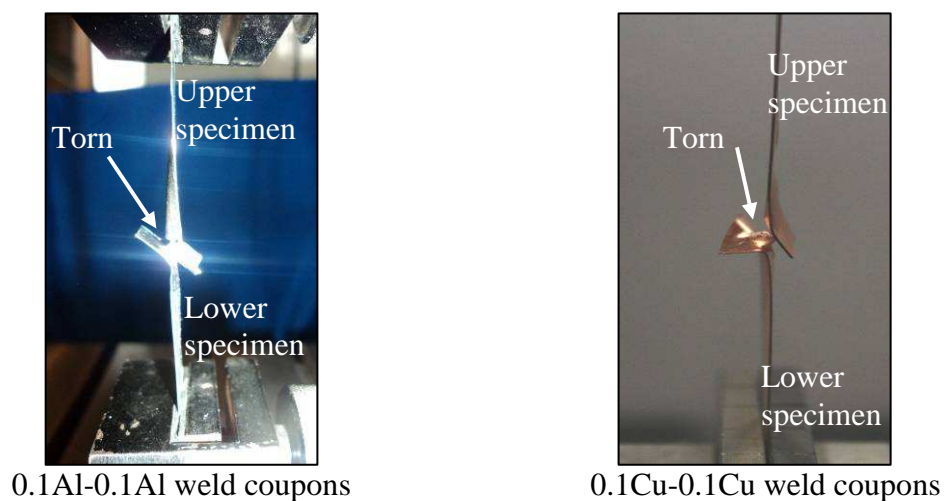 Upper
specimen
Torn
Lower
specimen
0.1Al-0.1Al weld coupons
Upper
specimen
Torn
Lower
specimen
0.1Cu-0.1Cu weld coupons